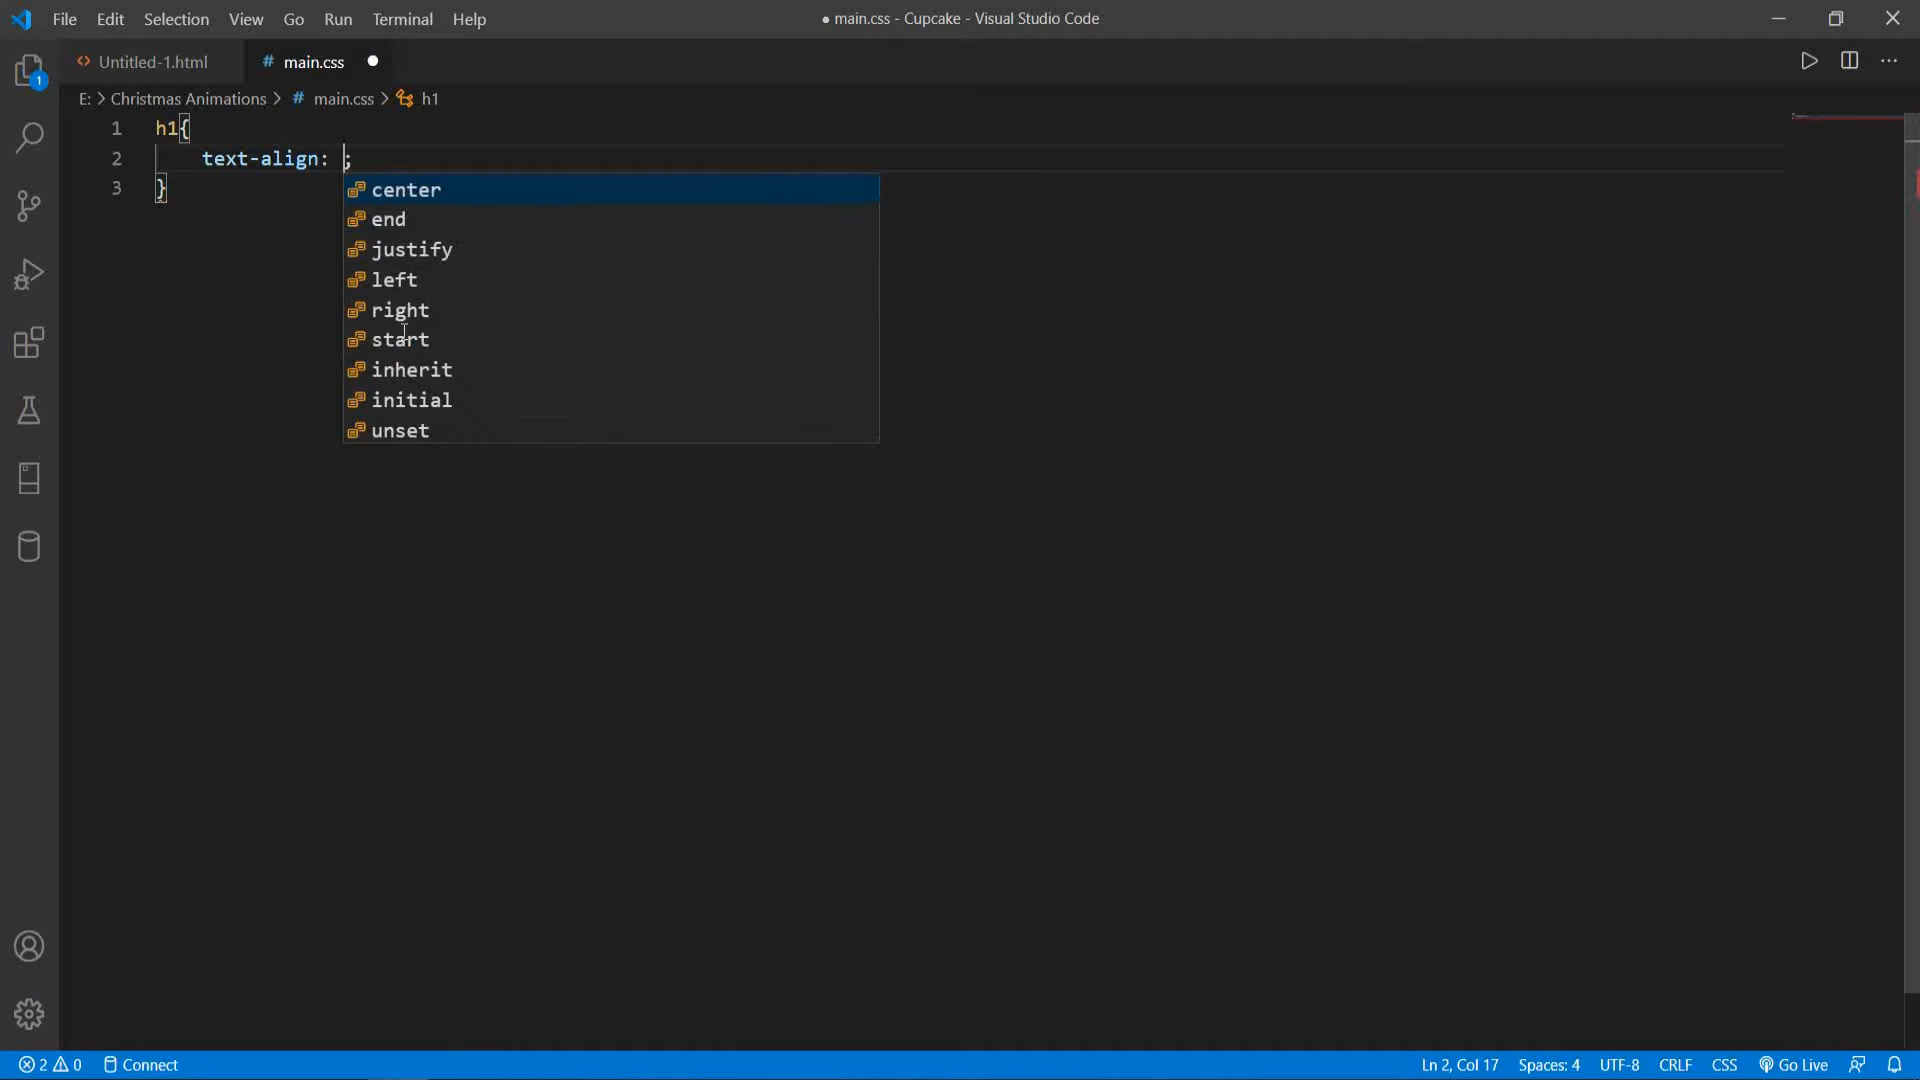 File Edit Selection View Go Run Terminal Help ● main.css - Cupcake - Visual Studio Code
Untitled-1.html # main.css ●
1
E: > Christmas Animations > # main.css > h1
1 h1{
2 text-align: ;
3 }
center
end
justify
left
right
start
inherit
initial
unset
2 0 Connect Ln 2, Col 17 Spaces: 4 UTF-8 CRLF CSS Go Live